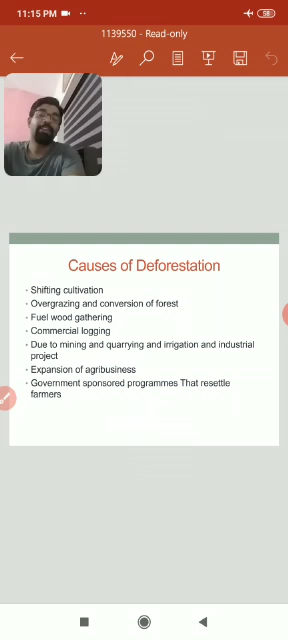 11:15 PM
58
1139550 - Read-only
Causes of Deforestation
• Shifting cultivation
• Overgrazing and conversion of forest
• Fuel wood gathering
• Commercial logging
• Due to mining and quarrying and irrigation and industrial
project
• Expansion of agribusiness
• Government sponsored programmes That resettle
farmers